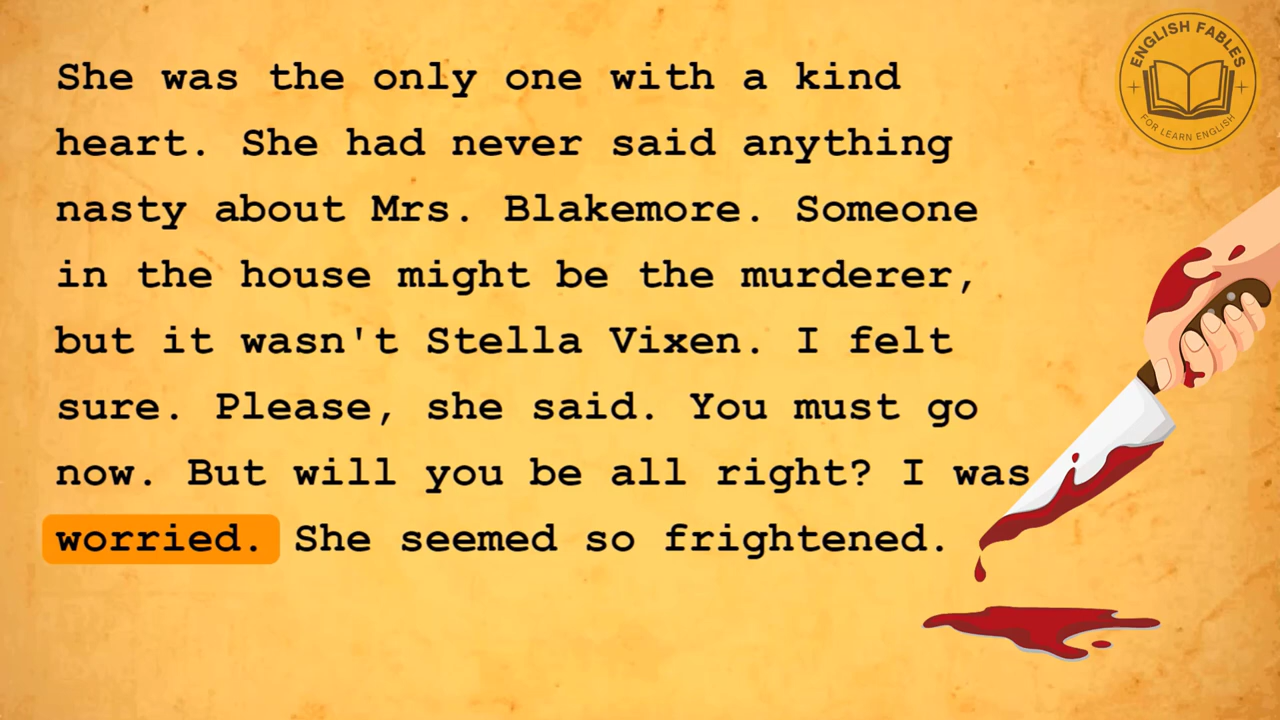 She was the only one with a kind
heart. She had never said anything
nasty about Mrs. Blakemore. Someone
in the house might be the murderer,
but it wasn't Stella Vixen. I felt
sure. Please, she said. You must go
now. But will you be all right? I was
worried. She seemed so frightened.
ENGLISH FABLES
FOR LEARN ENGLISH